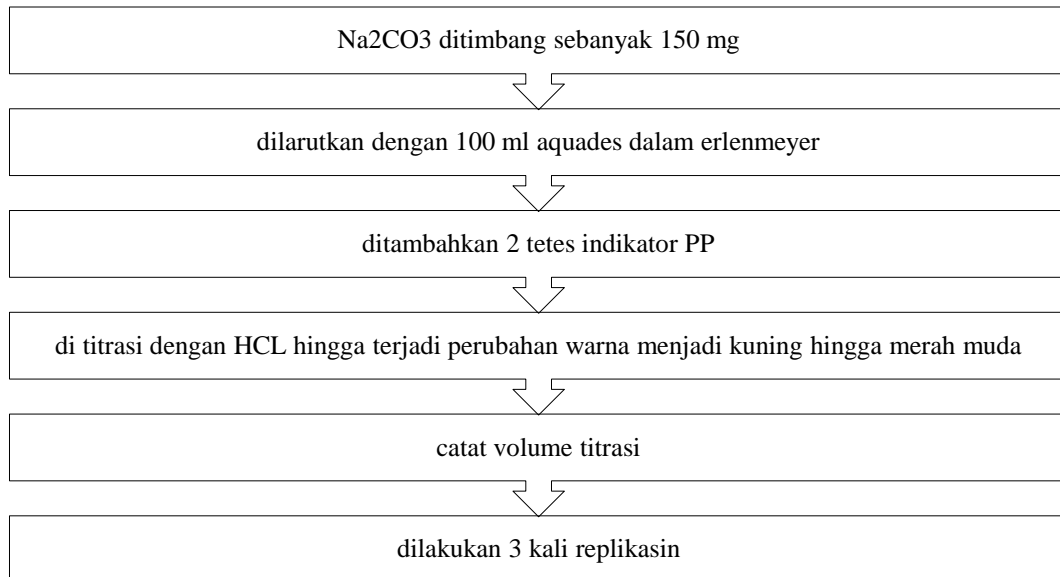 Na2CO3 ditimbang sebanyak 150 mg
dilarutkan dengan 100 ml aquades dalam erlenmeyer
ditambahkan 2 tetes indikator PP
di titrasi dengan HCL hingga terjadi perubahan warna menjadi kuning hingga merah muda
catat volume titrasi
dilakukan 3 kali replikasin